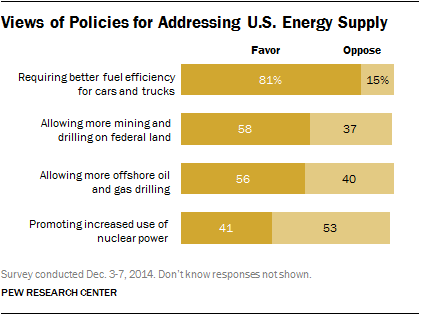 Views of Policies for Addressing U.S. Energy Supply
Favor Oppose
Requiring better fuel efficiency
for cars and trucks
81% 15%
Allowing more mining and
drilling on federal land
58 37
Allowing more offshore oil
and gas drilling
56 40
Promoting increased use of
nuclear power
41 53
Survey conducted Dec. 3-7, 2014. Don't know responses not shown.
PEW RESEARCH CENTER